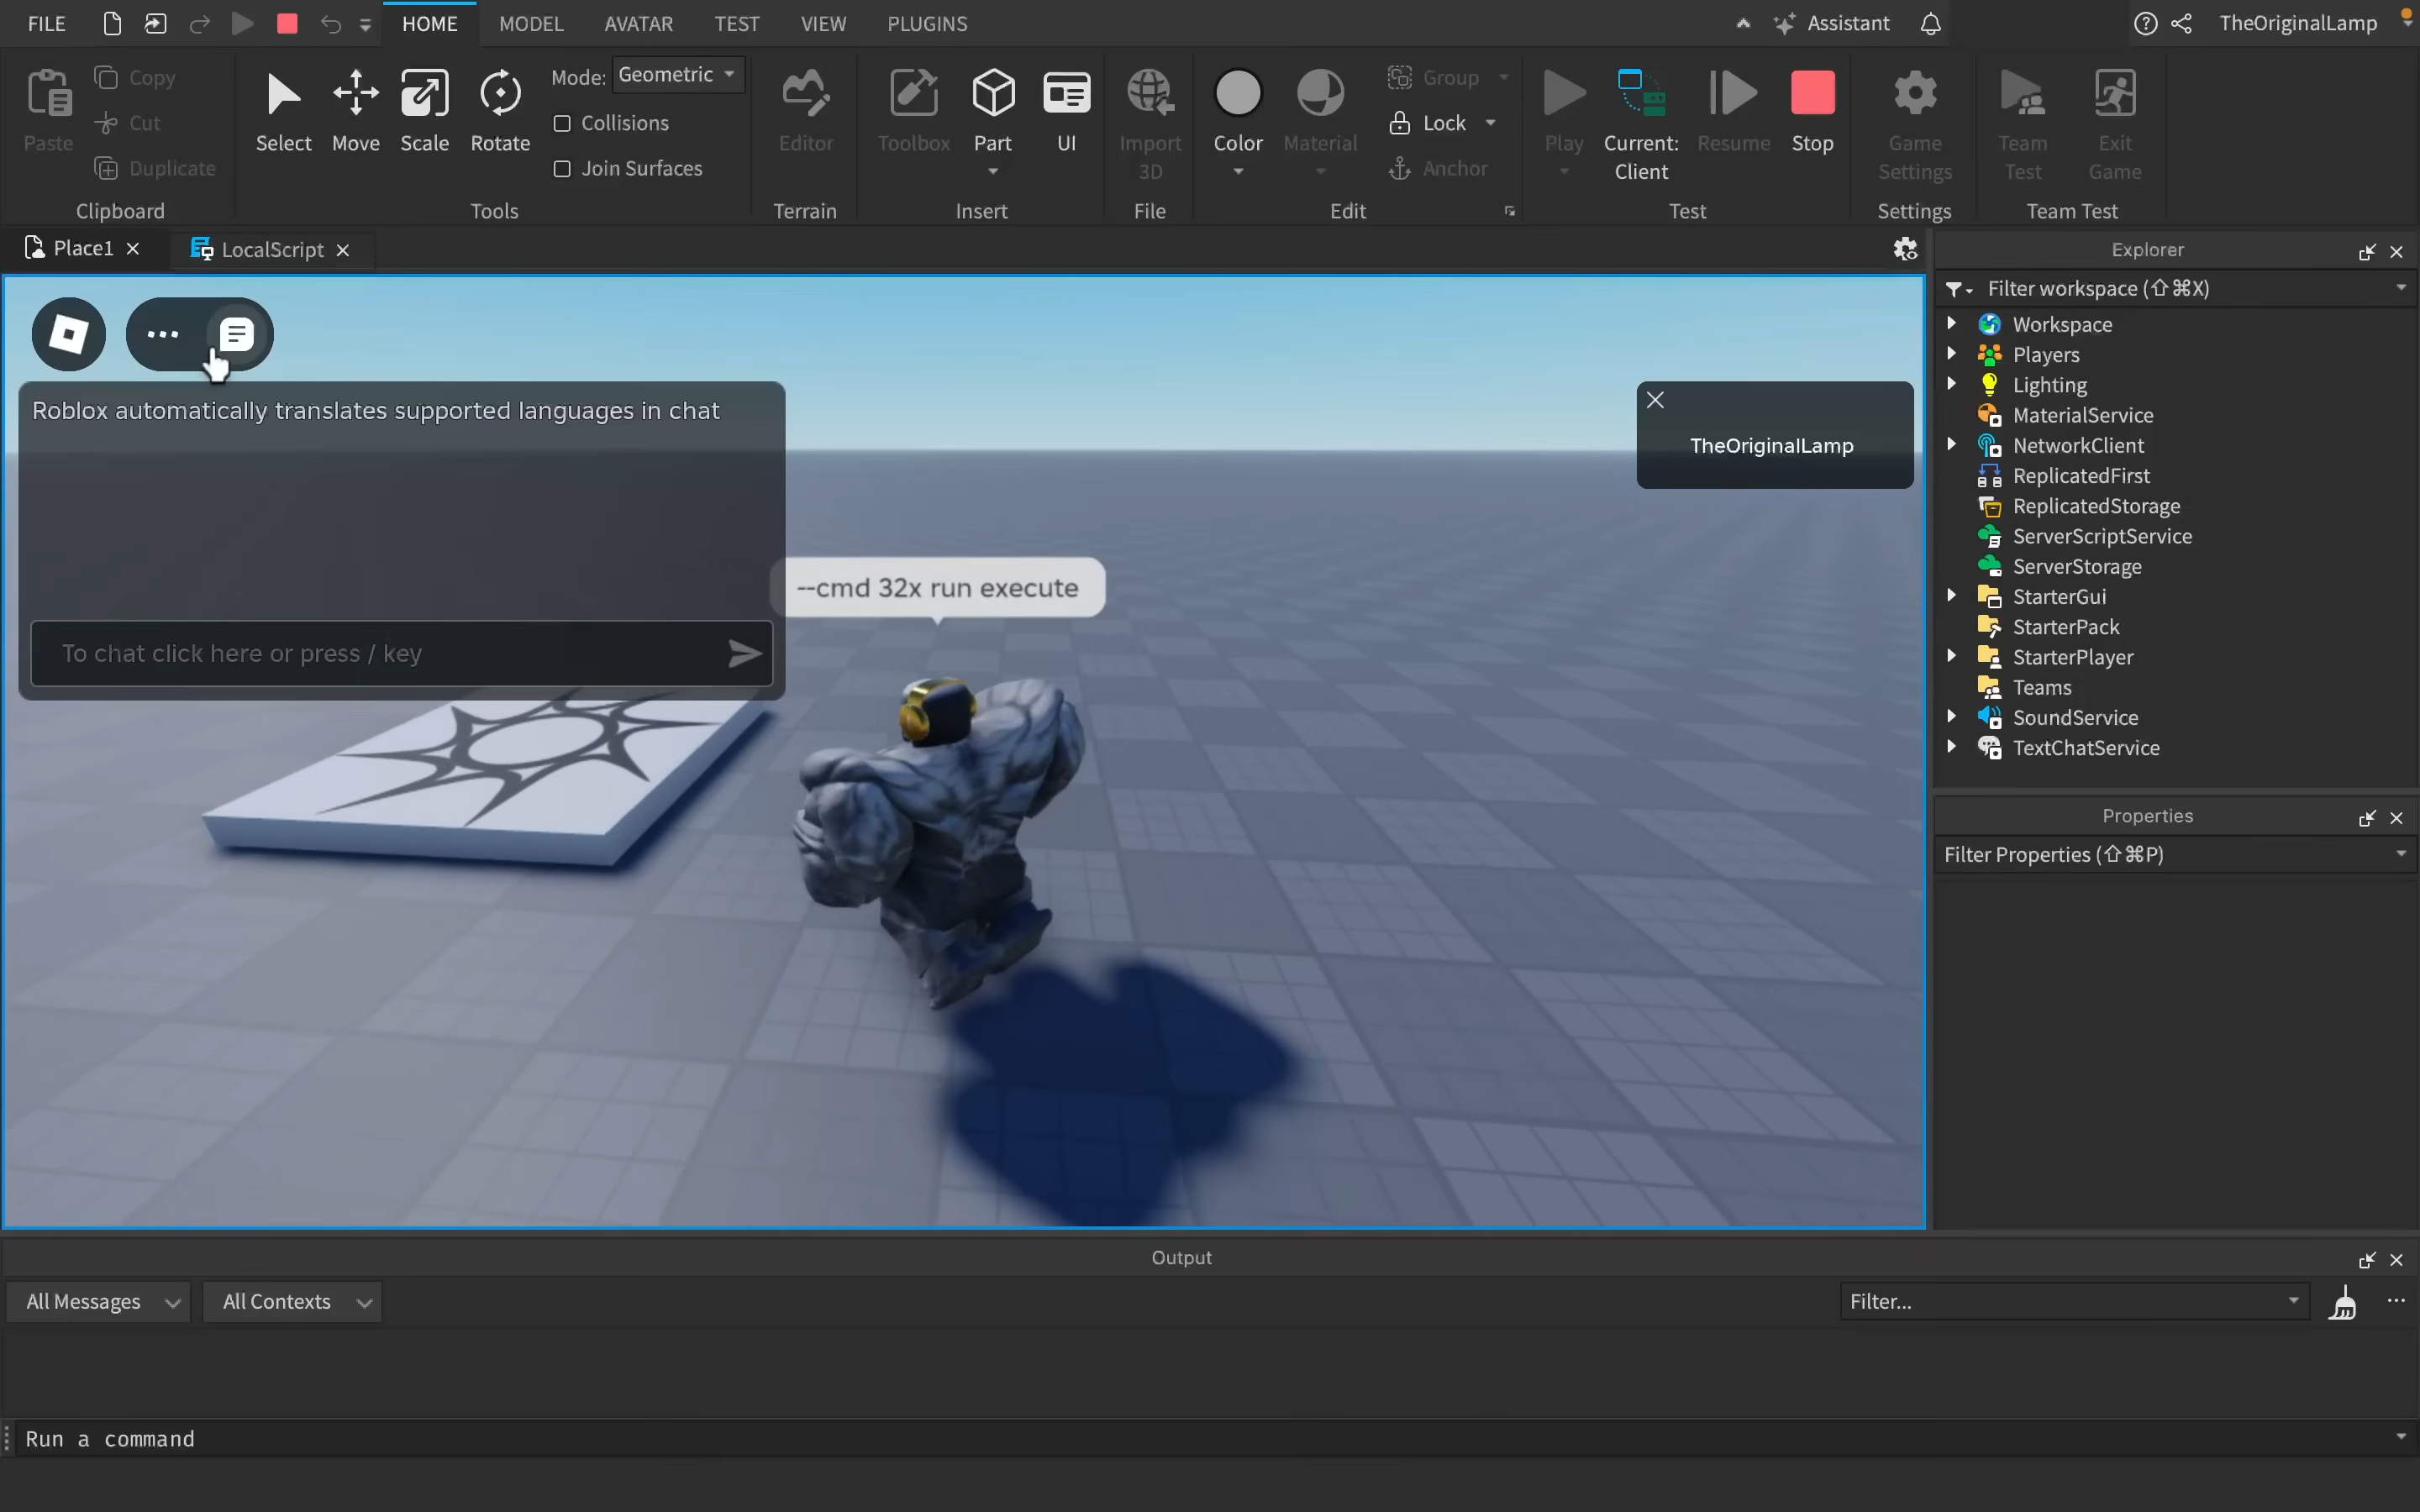 FILE
HOME
MODEL
AVATAR
TEST
VIEW
PLUGINS
Assistant
TheOriginalLamp
Paste
Copy
Cut
Duplicate
Clipboard
Select
Move
Scale
Rotate
Mode: Geometric
Collisions
Join Surfaces
Tools
Editor
Terrain
Toolbox
Part
UI
Insert
Import
3D
File
Color
Material
Group
Lock
Anchor
Edit
Play
Current:
Client
Resume
Stop
Test
Game
Settings
Settings
Team
Test
Exit
Game
Team Test
Place1
LocalScript
Roblox automatically translates supported languages in chat
To chat click here or press / key
--cmd 32x run execute
TheOriginalLamp
Explorer
Filter workspace (⇧⌘X)
Workspace
Players
Lighting
MaterialService
NetworkClient
ReplicatedFirst
ReplicatedStorage
ServerScriptService
ServerStorage
StarterGui
StarterPack
StarterPlayer
Teams
SoundService
TextChatService
Properties
Filter Properties (⇧⌘P)
Output
All Messages
All Contexts
Filter...
Run a command